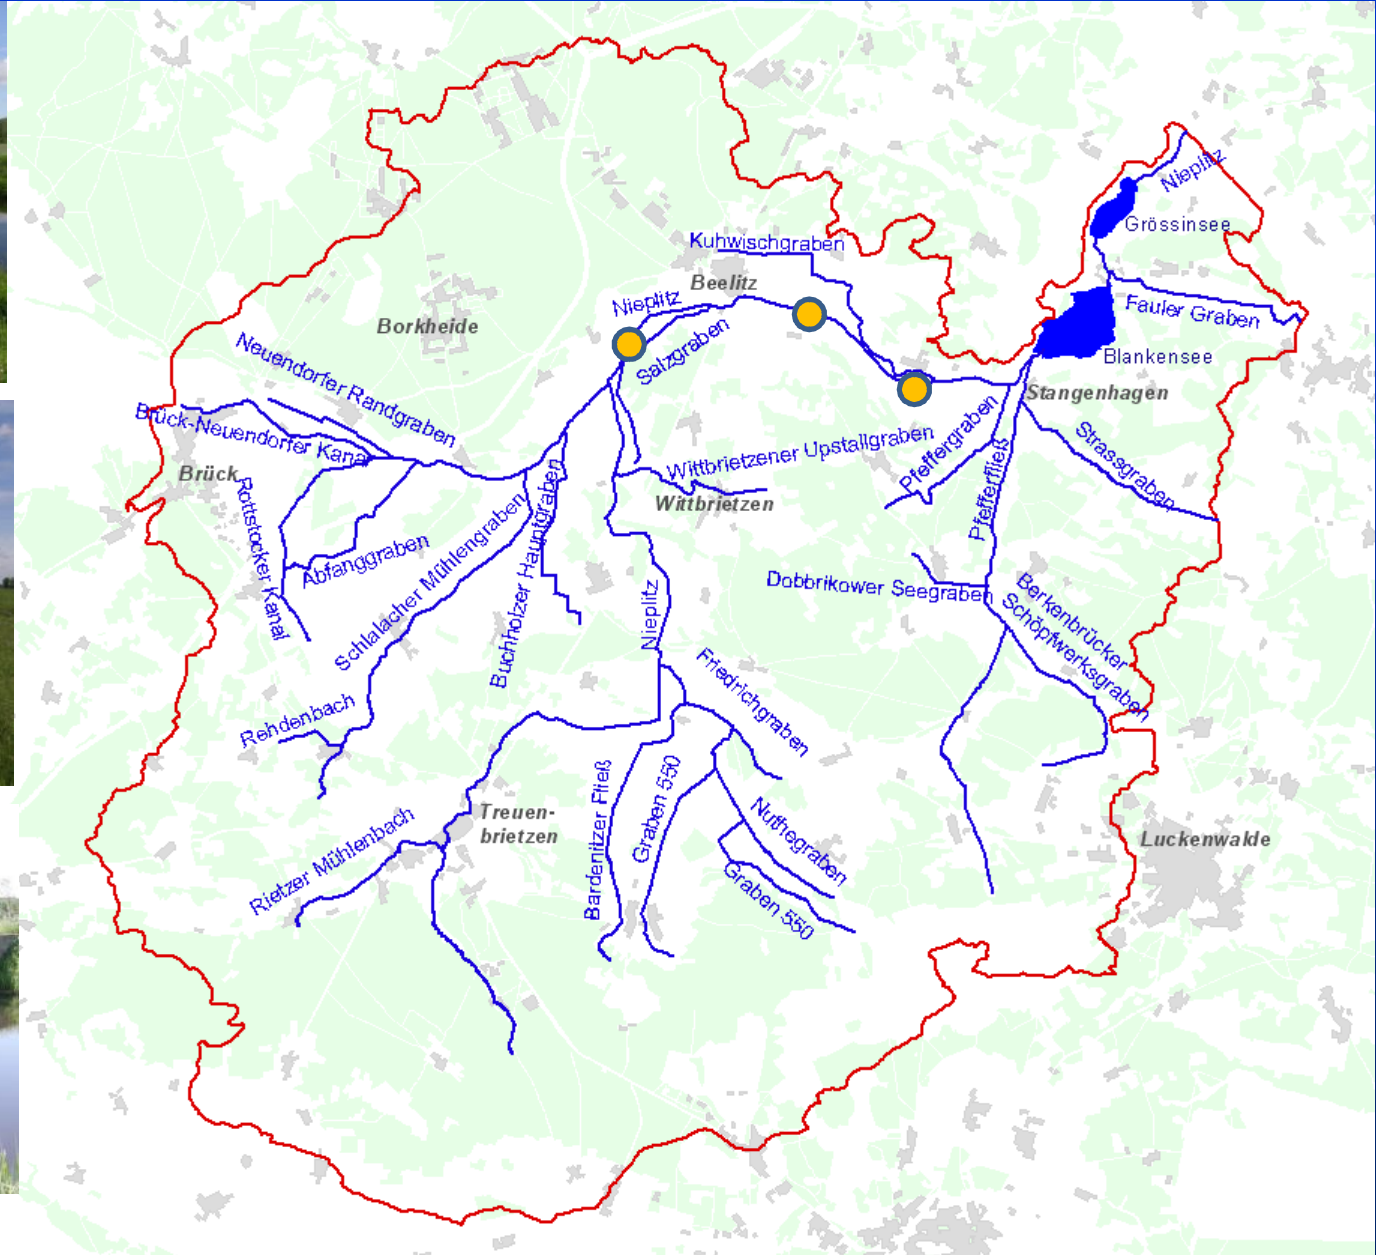 Nieplitz
Grössinsee
Kuhwischgraben
Beelitz
Nieplitz
Fauler Graben
Borkheide
Salzgraben
Blankensee
Neuendorfer Randgraben
Stangenhagen
Brück-Neuendorfer Kanal
Pfeffergraben
Strassgraben
Wittbrietzener Upstallgraben
Brück
Wittbrietzen
Pfefferfließ
Rottstocker Kanal
Abfanggraben
Schlalacher Mühlengraben
Buchholzer Hauptgraben
Nieplitz
Dobbrikower Seegraben
Berkenbrücker
Schöpfwerksgraben
Friedrichgraben
Rehdenbach
Treuen-
brietzen
Bardenitzer Fließ
Graben 550
Nuthegraben
Luckenwalde
Rietzer Mühlenbach
Graben 550